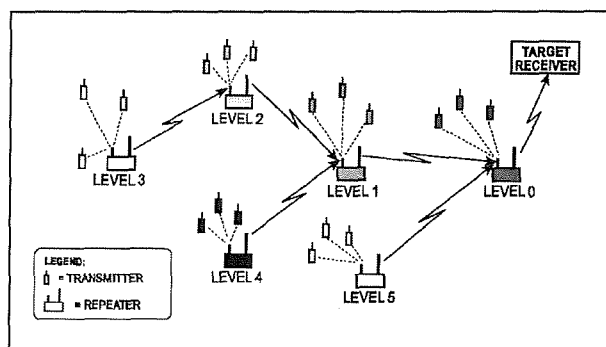 TARGET
RECEIVER
LEVEL 2
LEVEL 3
LEVEL 1
LEVEL 0
LEVEL 4
LEVEL 5
LEGEND:
= TRANSMITTER
= REPEATER